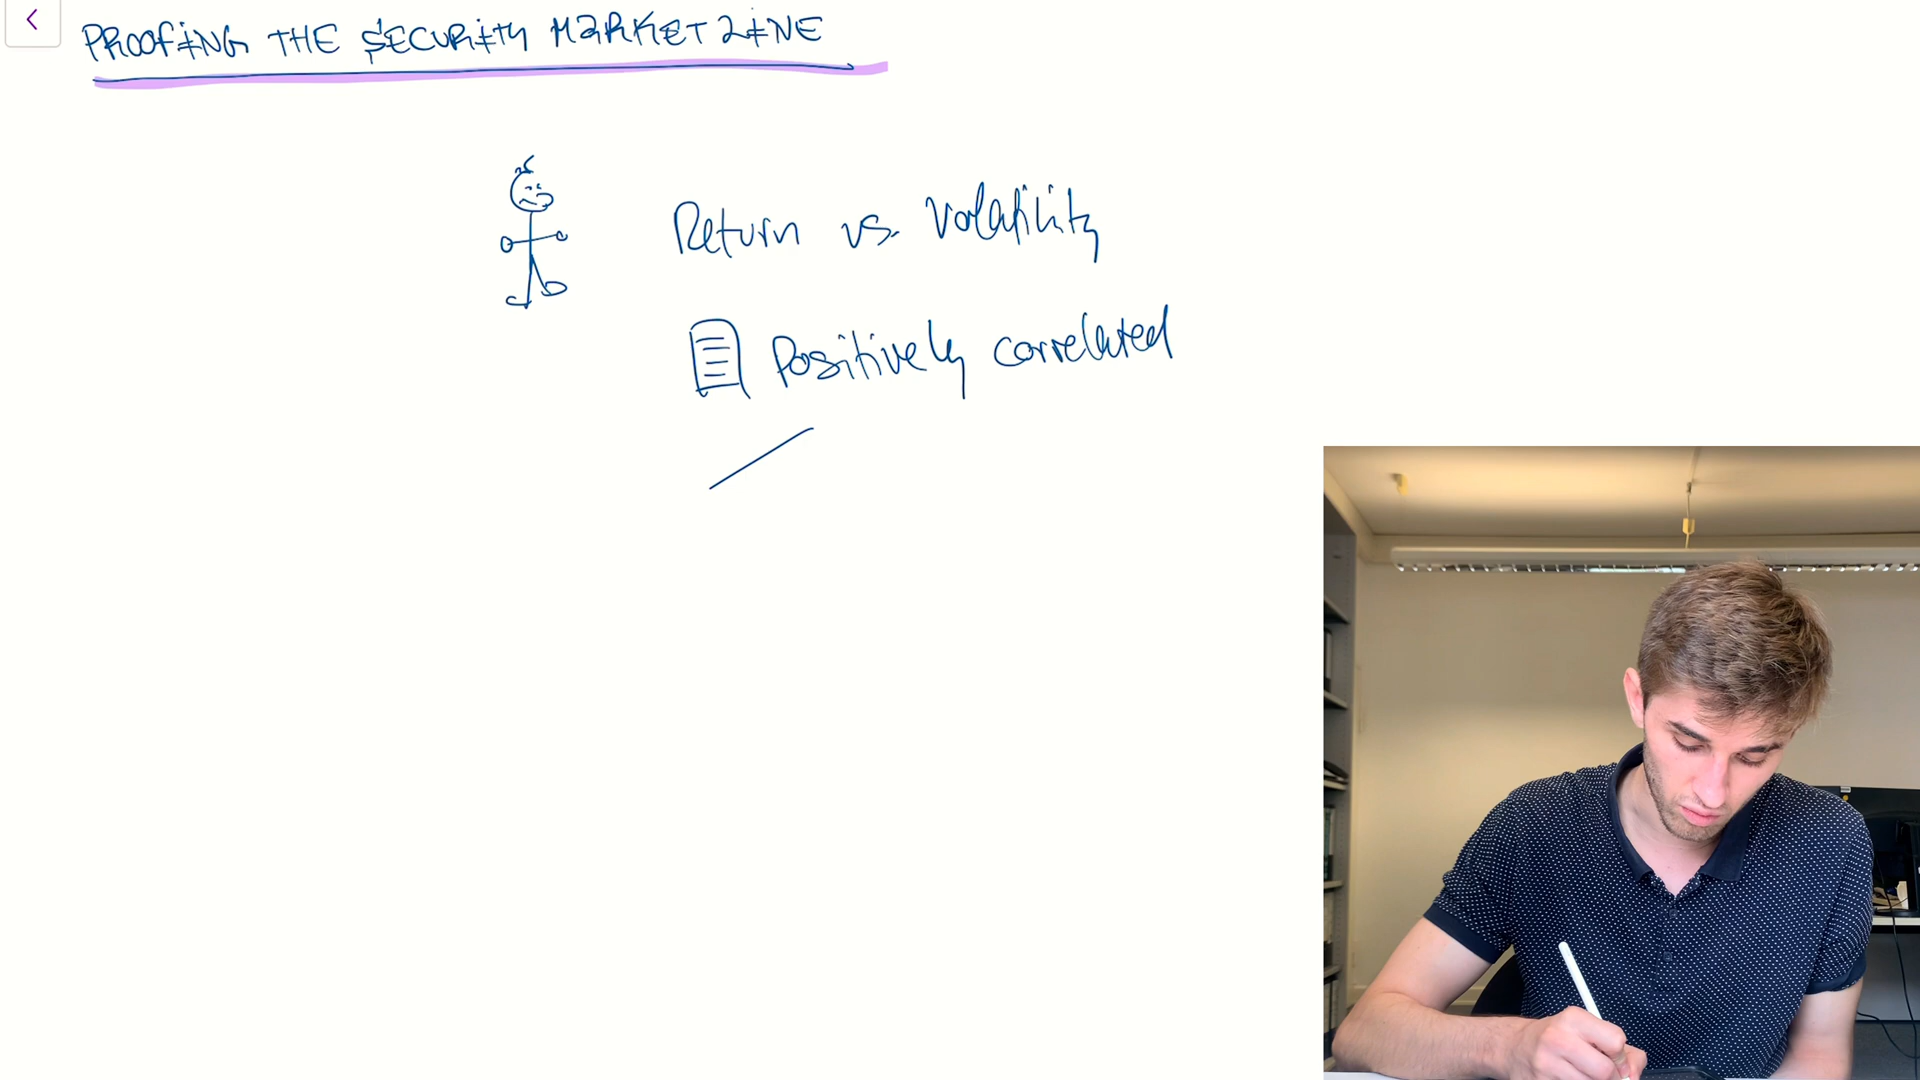 PROOFING THE SECURITY MARKET LINE
Return vs. Volatility
Positively correlated